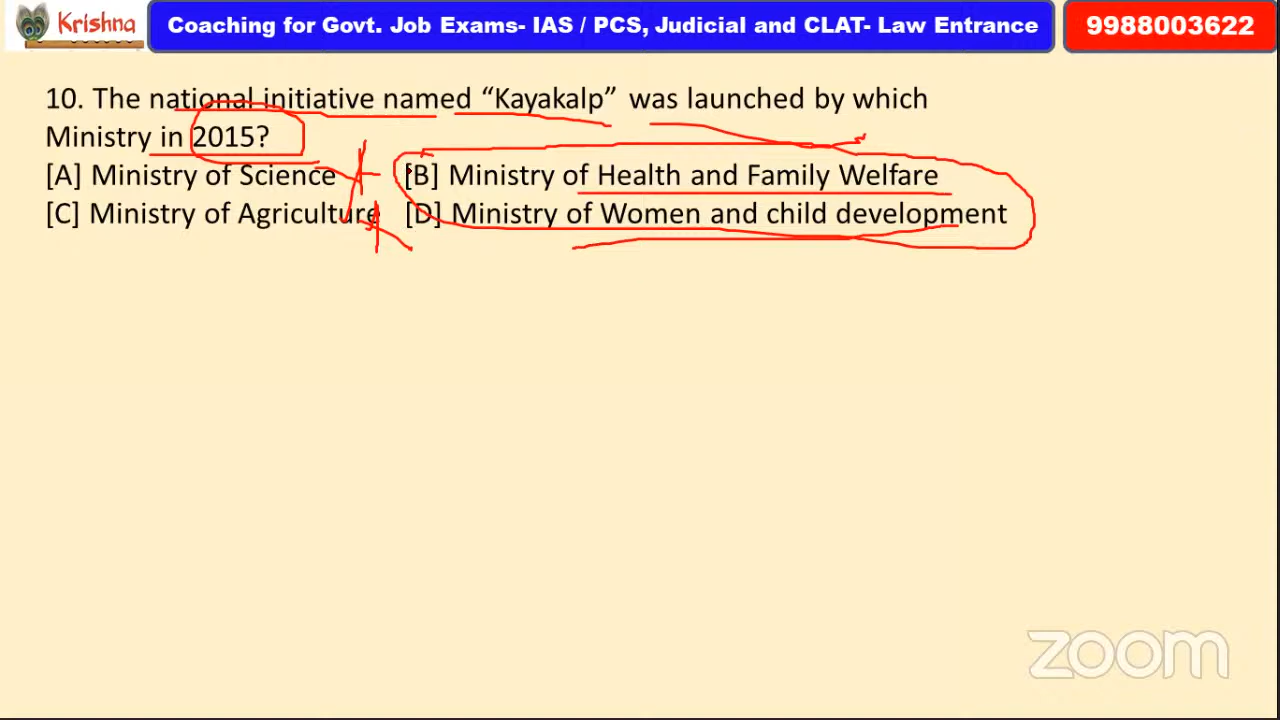 Krishna
Coaching for Govt. Job Exams- IAS / PCS, Judicial and CLAT- Law Entrance
9988003622
10. The national initiative named “Kayakalp” was launched by which
Ministry in 2015?
[A] Ministry of Science [B] Ministry of Health and Family Welfare
[C] Ministry of Agriculture [D] Ministry of Women and child development
zoom